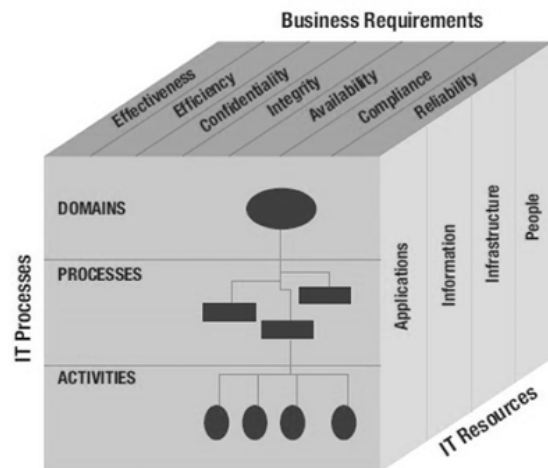 Business Requirements
Effectiveness
Efficiency
Confidentiality
Integrity
Availability
Compliance
Reliability
IT Processes
DOMAINS
PROCESSES
ACTIVITIES
Applications
Information
Infrastructure
People
IT Resources